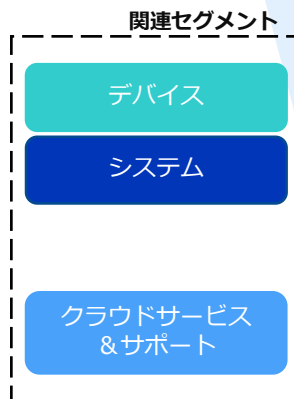 関連セグメント
デバイス
システム
クラウドサービス
&サポート